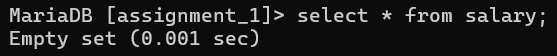 MariaDB [assignment_1]> select * from salary;
Empty set (0.001 sec)